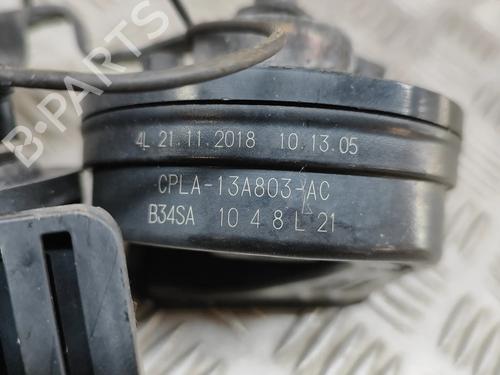 4L 21.11.2018 10.13.05
CPLA-13A803-AC
B34SA 10 4 8 L 21
B-PARTS